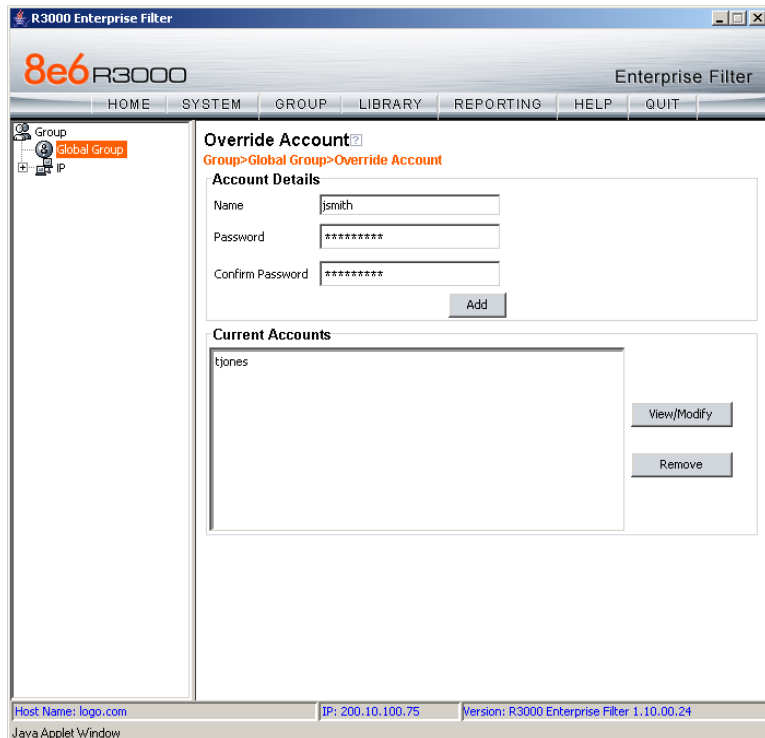 R3000 Enterprise Filter
8e6 R3000
Enterprise Filter
HOME SYSTEM GROUP LIBRARY REPORTING HELP QUIT
Group
Global Group
IP
Override Account?
Group>Global Group>Override Account
Account Details
Name jsmith
Password *********
Confirm Password *********
Add
Current Accounts
tjones
View/Modify
Remove
Host Name: logo.com IP: 200.10.100.75 Version: R3000 Enterprise Filter 1.10.00.24
Java Applet Window